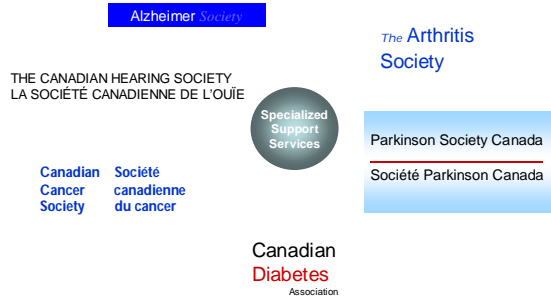 Alzheimer Society
The Arthritis
Society
THE CANADIAN HEARING SOCIETY
LA SOCIÉTÉ CANADIENNE DE L'OUÏE
Specialized
Support
Services
Parkinson Society Canada
Société Parkinson Canada
Canadian Société
Cancer canadienne
Society du cancer
Canadian
Diabetes
Association